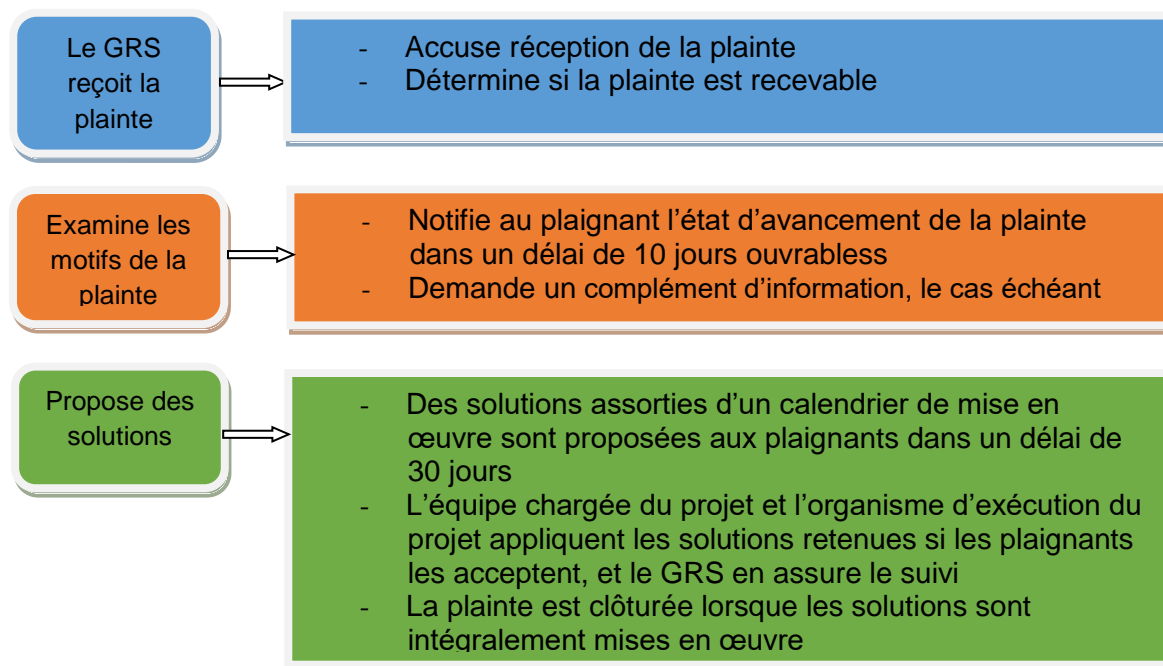 Le GRS
reçoit la
plainte
- Accuse réception de la plainte
- Détermine si la plainte est recevable
Examine les
motifs de la
plainte
- Notifie au plaignant l’état d’avancement de la plainte
dans un délai de 10 jours ouvrabless
- Demande un complément d’information, le cas échéant
Propose des
solutions
- Des solutions assorties d’un calendrier de mise en
œuvre sont proposées aux plaignants dans un délai de
30 jours
- L’équipe chargée du projet et l’organisme d’exécution du
projet appliquent les solutions retenues si les plaignants
les acceptent, et le GRS en assure le suivi
- La plainte est clôturée lorsque les solutions sont
intégralement mises en œuvre